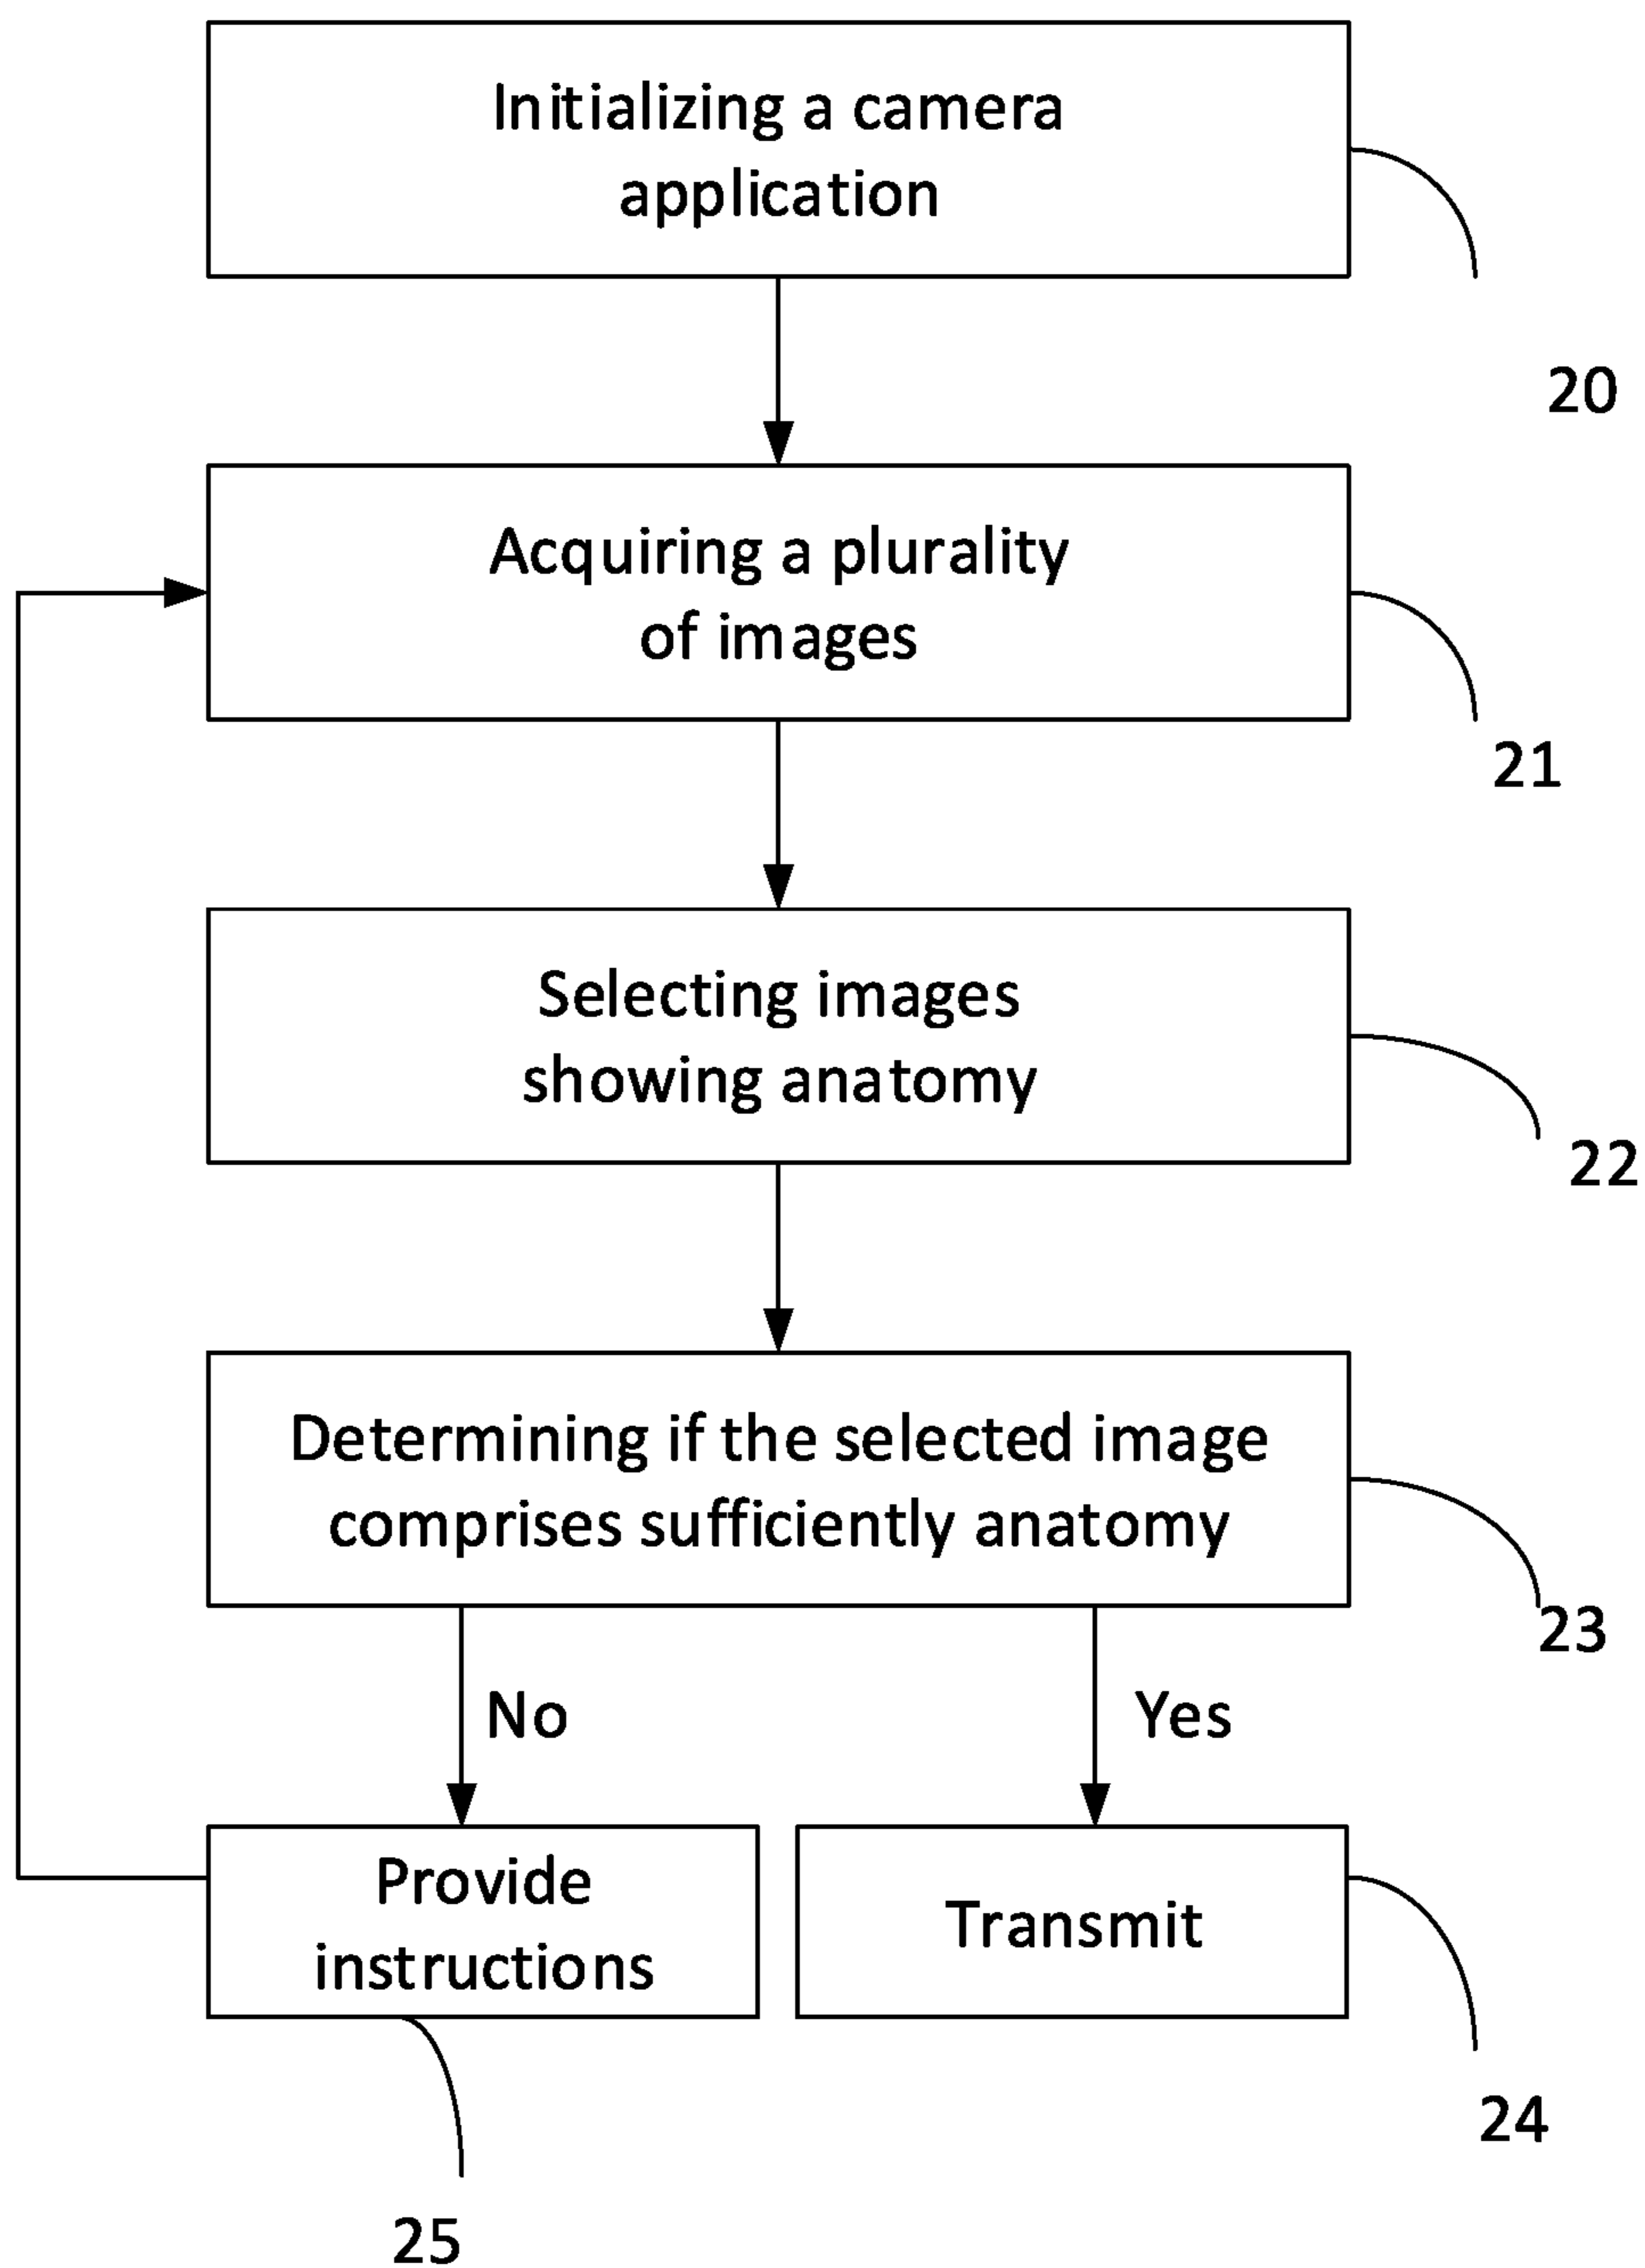 Initializing a camera
application
20
Acquiring a plurality
of images
21
Selecting images
showing anatomy
22
Determining if the selected image
comprises sufficiently anatomy
23
No
Yes
Provide
instructions
Transmit
24
25